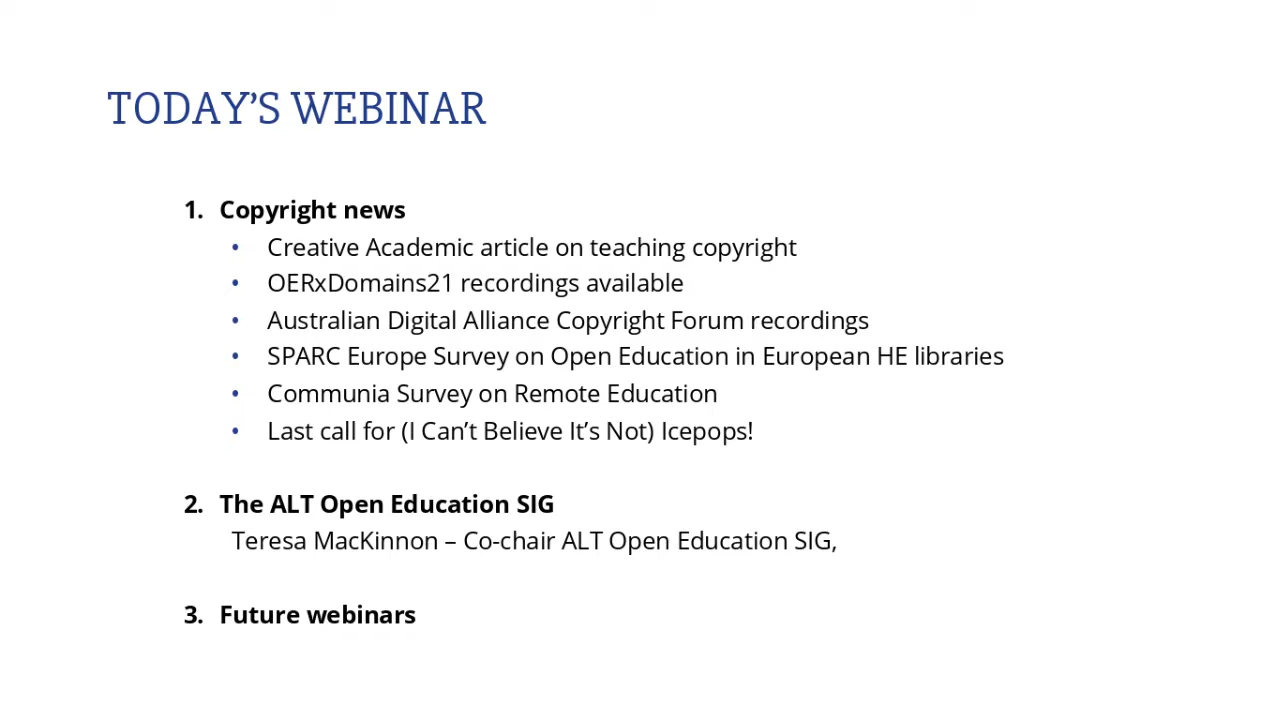 TODAY’S WEBINAR
1. Copyright news
• Creative Academic article on teaching copyright
• OERxDomains21 recordings available
• Australian Digital Alliance Copyright Forum recordings
• SPARC Europe Survey on Open Education in European HE libraries
• Communia Survey on Remote Education
• Last call for (I Can’t Believe It’s Not) Icepops!
2. The ALT Open Education SIG
Teresa MacKinnon – Co-chair ALT Open Education SIG,
3. Future webinars